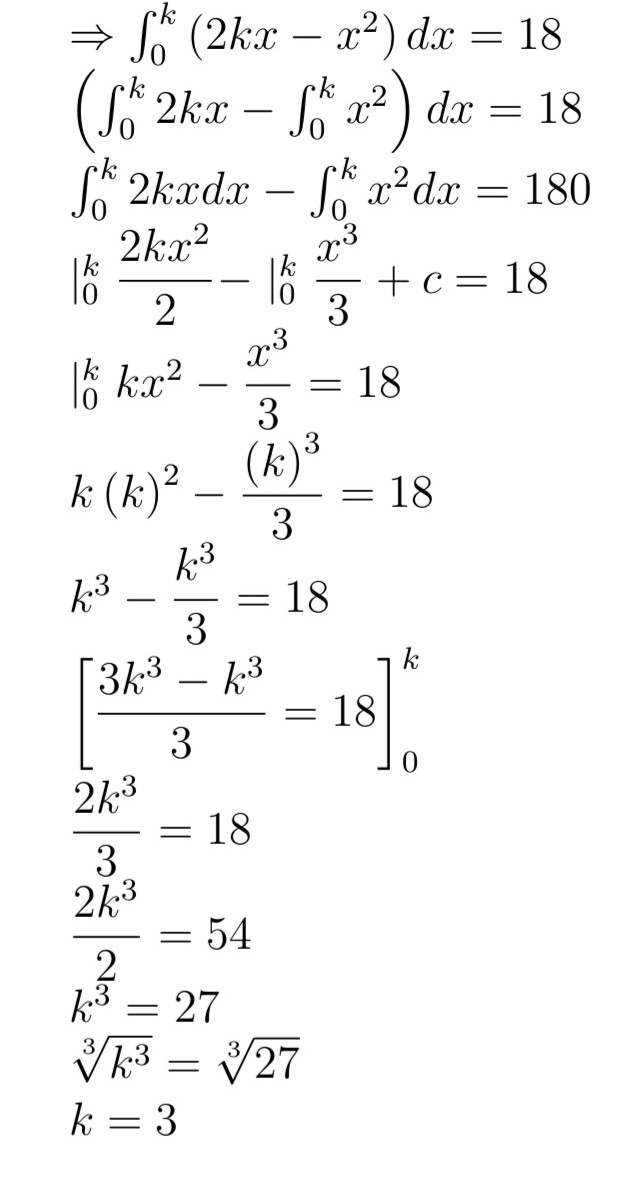 ⇒ ∫₀ᵏ (2kx − x²) dx = 18
(∫₀ᵏ 2kx − ∫₀ᵏ x²) dx = 18
∫₀ᵏ 2kxdx − ∫₀ᵏ x²dx = 180
|₀ᵏ 2kx²/2 − |₀ᵏ x³/3 + c = 18
|₀ᵏ kx² − x³/3 = 18
k (k)² − (k)³/3 = 18
k³ − k³/3 = 18
[(3k³ − k³)/3 = 18]₀ᵏ
2k³/3 = 18
2k³/2 = 54
k³ = 27
∛k³ = ∛27
k = 3